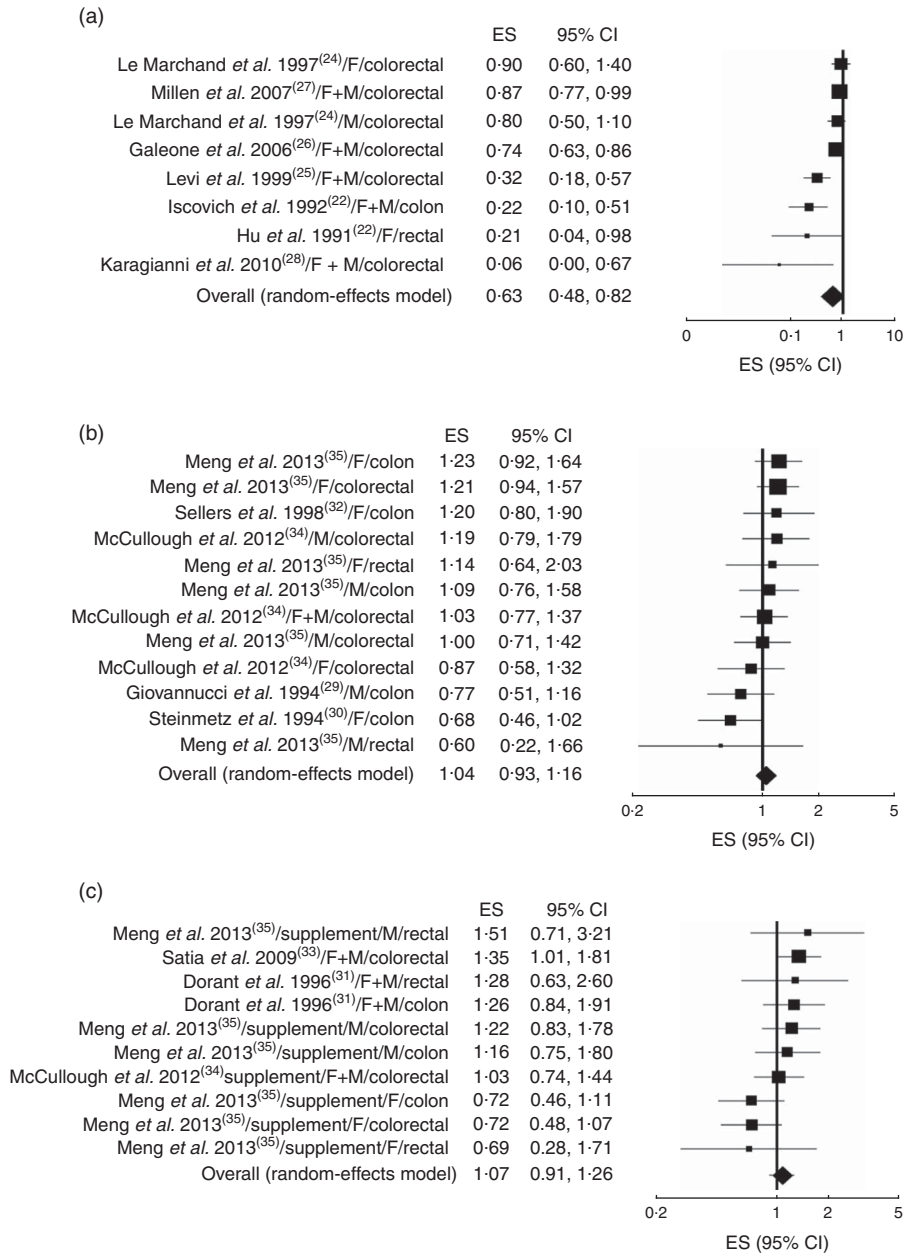 (a)
ES 95% CI
Le Marchand et al. 1997(24)/F/colorectal 0·90 0·60, 1·40
Millen et al. 2007(27)/F+M/colorectal 0·87 0·77, 0·99
Le Marchand et al. 1997(24)/M/colorectal 0·80 0·50, 1·10
Galeone et al. 2006(26)/F+M/colorectal 0·74 0·63, 0·86
Levi et al. 1999(25)/F+M/colorectal 0·32 0·18, 0·57
Iscovich et al. 1992(22)/F+M/colon 0·22 0·10, 0·51
Hu et al. 1991(22)/F/rectal 0·21 0·04, 0·98
Karagianni et al. 2010(28)/F + M/colorectal 0·06 0·00, 0·67
Overall (random-effects model) 0·63 0·48, 0·82
0 0·1 1 10
ES (95% CI)
(b)
ES 95% CI
Meng et al. 2013(35)/F/colon 1·23 0·92, 1·64
Meng et al. 2013(35)/F/colorectal 1·21 0·94, 1·57
Sellers et al. 1998(32)/F/colon 1·20 0·80, 1·90
McCullough et al. 2012(34)/M/colorectal 1·19 0·79, 1·79
Meng et al. 2013(35)/F/rectal 1·14 0·64, 2·03
Meng et al. 2013(35)/M/colon 1·09 0·76, 1·58
McCullough et al. 2012(34)/F+M/colorectal 1·03 0·77, 1·37
Meng et al. 2013(35)/M/colorectal 1·00 0·71, 1·42
McCullough et al. 2012(34)/F/colorectal 0·87 0·58, 1·32
Giovannucci et al. 1994(29)/M/colon 0·77 0·51, 1·16
Steinmetz et al. 1994(30)/F/colon 0·68 0·46, 1·02
Meng et al. 2013(35)/M/rectal 0·60 0·22, 1·66
Overall (random-effects model) 1·04 0·93, 1·16
0·2 1 2 5
ES (95% CI)
(c)
ES 95% CI
Meng et al. 2013(35)/supplement/M/rectal 1·51 0·71, 3·21
Satia et al. 2009(33)/F+M/colorectal 1·35 1·01, 1·81
Dorant et al. 1996(31)/F+M/rectal 1·28 0·63, 2·60
Dorant et al. 1996(31)/F+M/colon 1·26 0·84, 1·91
Meng et al. 2013(35)/supplement/M/colorectal 1·22 0·83, 1·78
Meng et al. 2013(35)/supplement/M/colon 1·16 0·75, 1·80
McCullough et al. 2012(34)supplement/F+M/colorectal 1·03 0·74, 1·44
Meng et al. 2013(35)/supplement/F/colon 0·72 0·46, 1·11
Meng et al. 2013(35)/supplement/F/colorectal 0·72 0·48, 1·07
Meng et al. 2013(35)/supplement/F/rectal 0·69 0·28, 1·71
Overall (random-effects model) 1·07 0·91, 1·26
0·2 1 2 5
ES (95% CI)